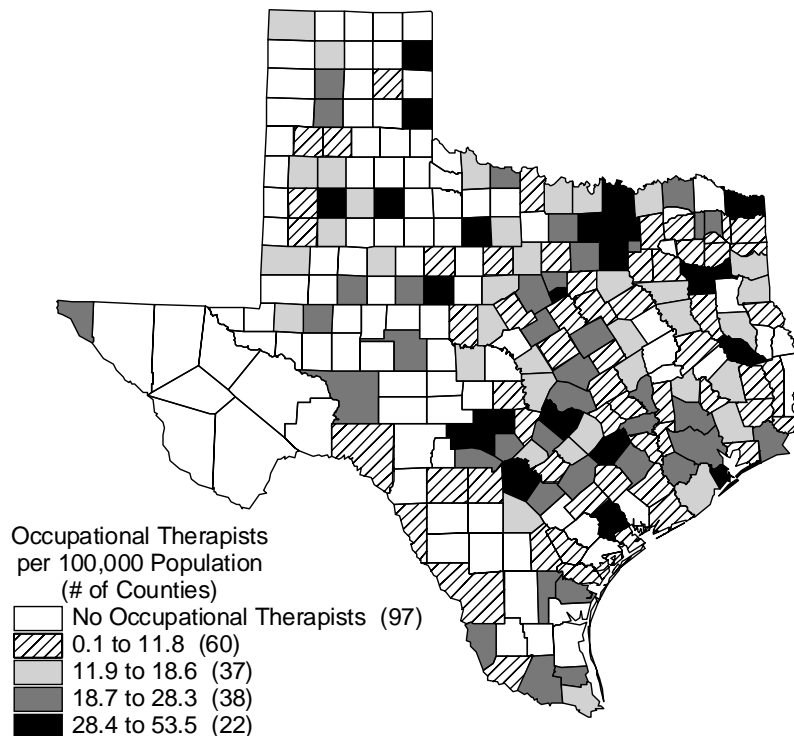 Occupational Therapists
per 100,000 Population
(# of Counties)
No Occupational Therapists (97)
0.1 to 11.8 (60)
11.9 to 18.6 (37)
18.7 to 28.3 (38)
28.4 to 53.5 (22)